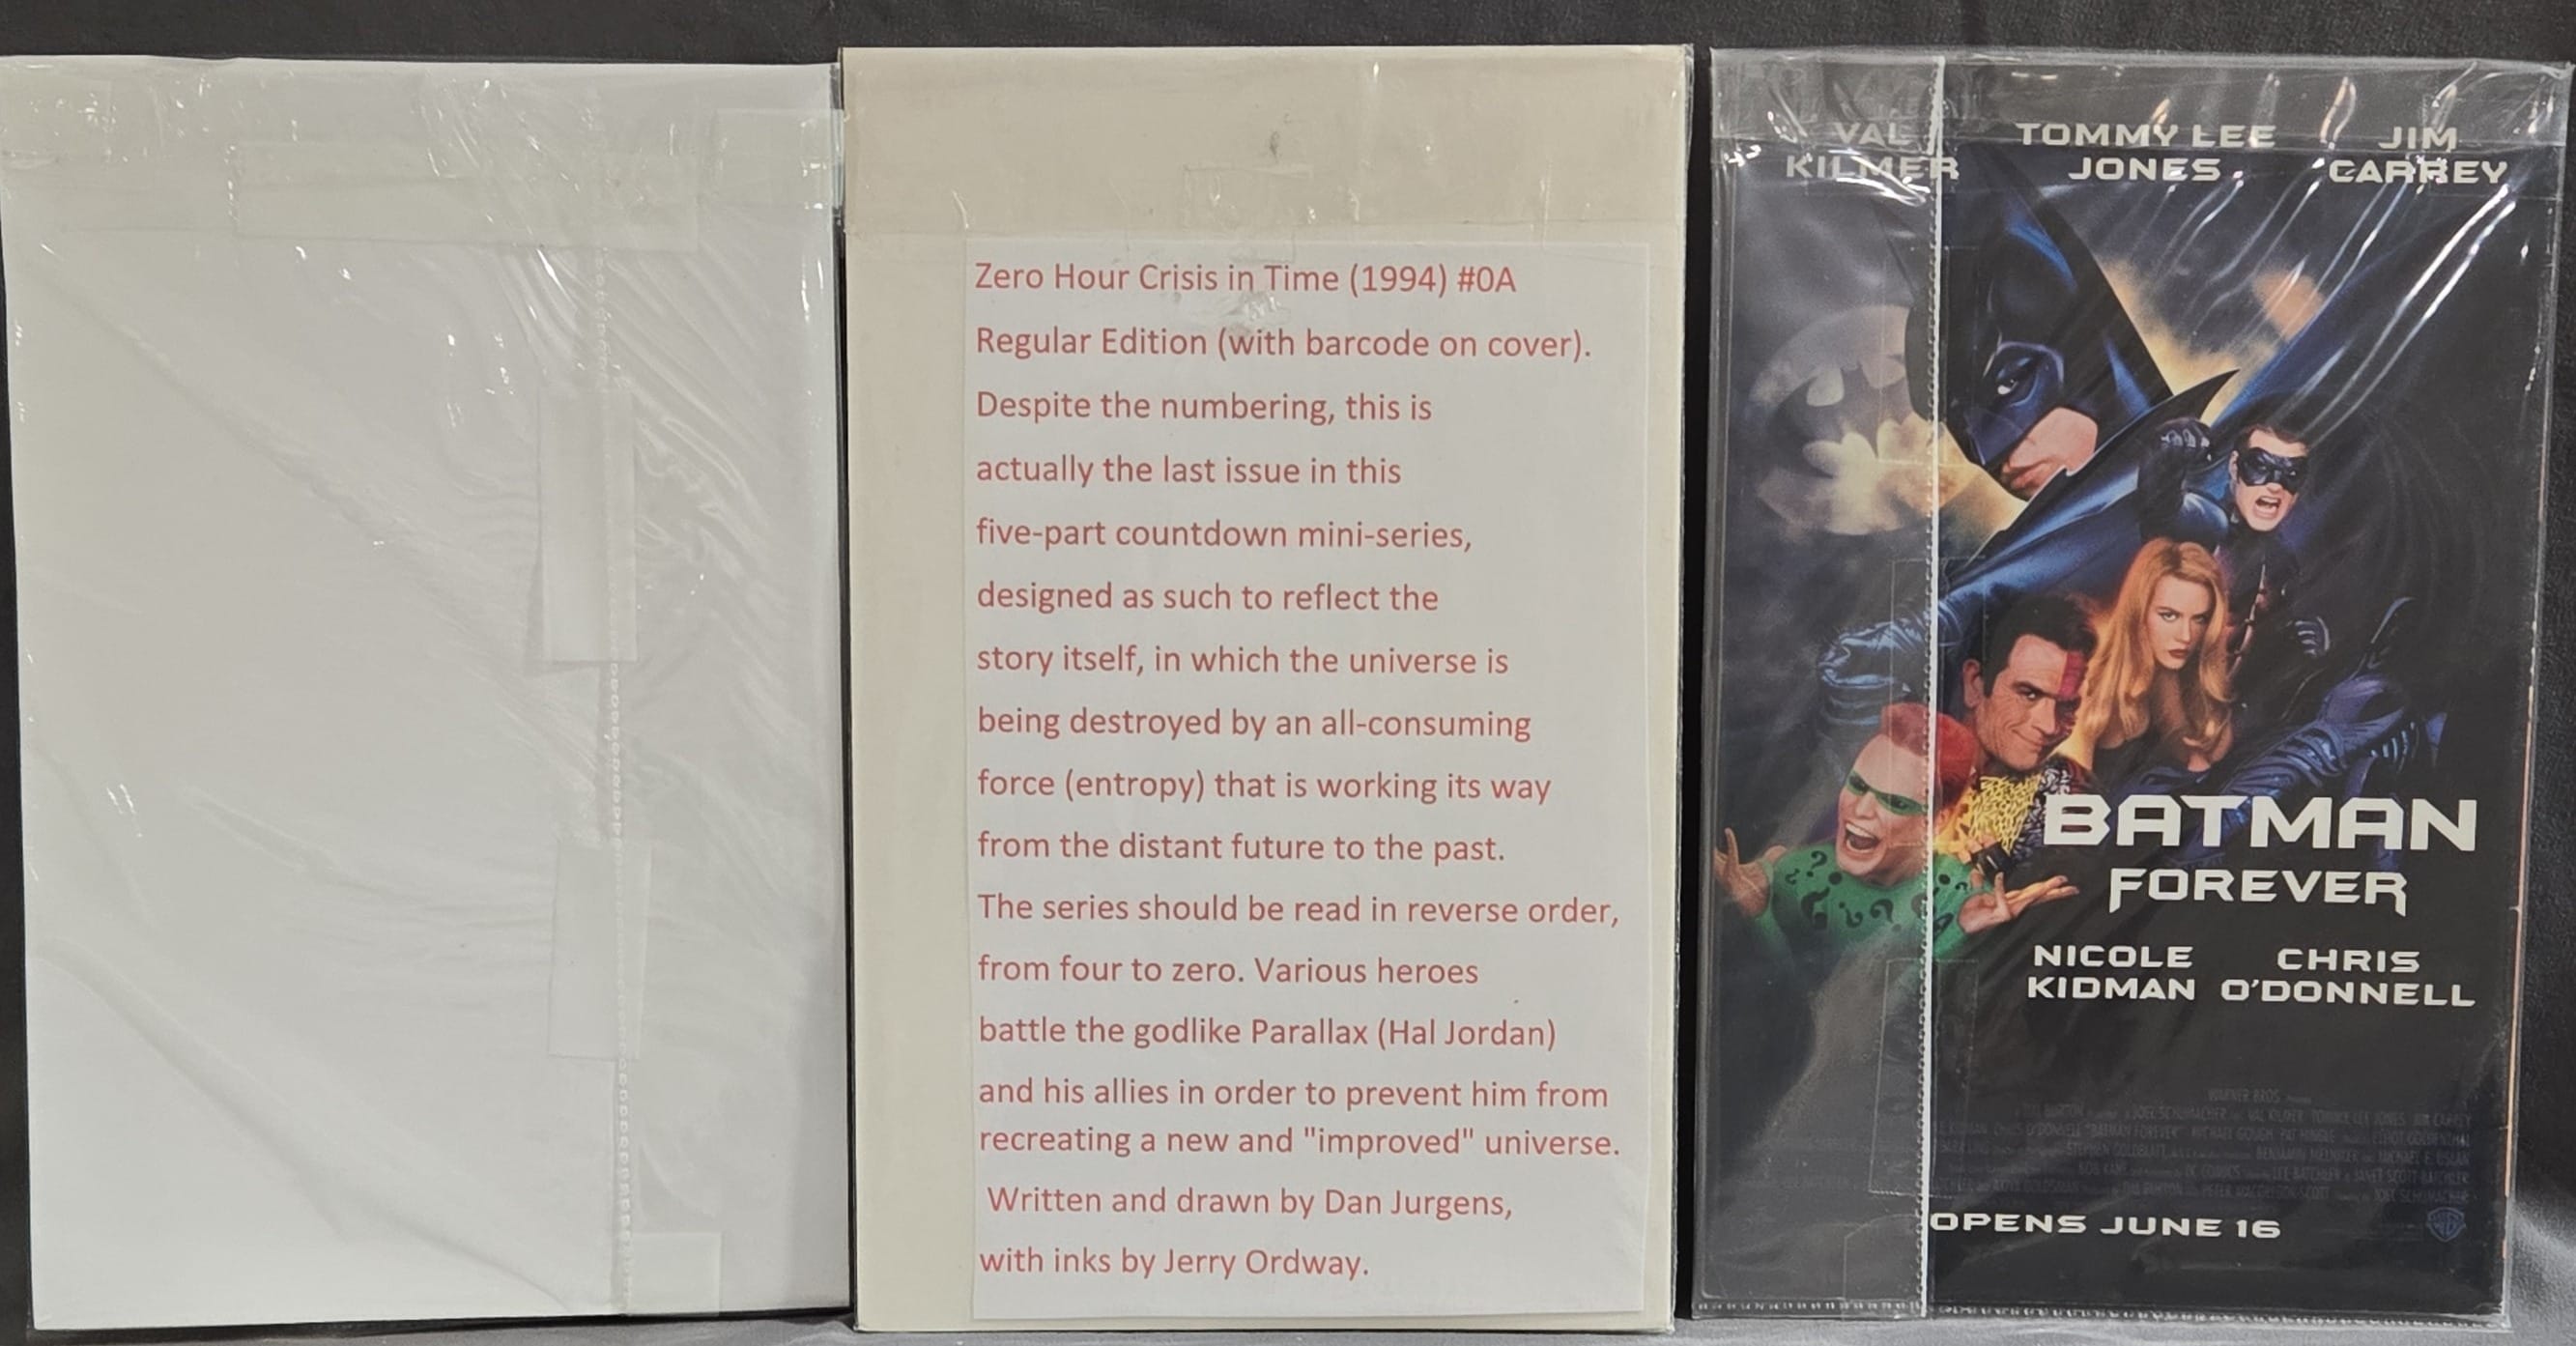 Zero Hour Crisis in Time (1994) #0A
Regular Edition (with barcode on cover).
Despite the numbering, this is
actually the last issue in this
five-part countdown mini-series,
designed as such to reflect the
story itself, in which the universe is
being destroyed by an all-consuming
force (entropy) that is working its way
from the distant future to the past.
The series should be read in reverse order,
from four to zero. Various heroes
battle the godlike Parallax (Hal Jordan)
and his allies in order to prevent him from
recreating a new and "improved" universe.
Written and drawn by Dan Jurgens,
with inks by Jerry Ordway.
VAL TOMMY LEE JIM
KILMER JONES CARREY
BATMAN
FOREVER
NICOLE CHRIS
KIDMAN O'DONNELL
WARNER BROS
OPENS JUNE 16